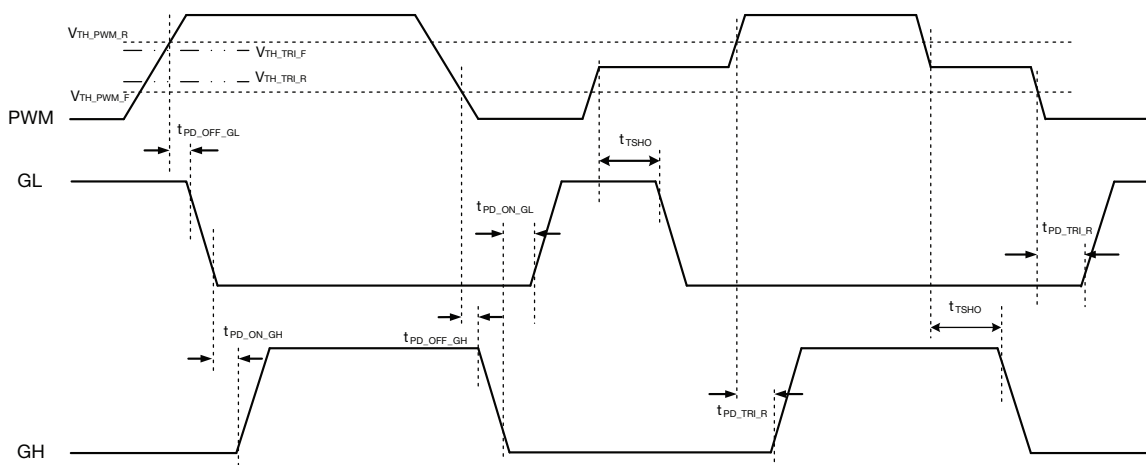 VTH_PWM_R
VTH_TRI_F
VTH_TRI_R
VTH_PWM_F
PWM
tPD_OFF_GL
tTSHO
GL
tPD_ON_GL
tPD_TRI_R
tTSHO
tPD_ON_GH
tPD_OFF_GH
tPD_TRI_R
GH